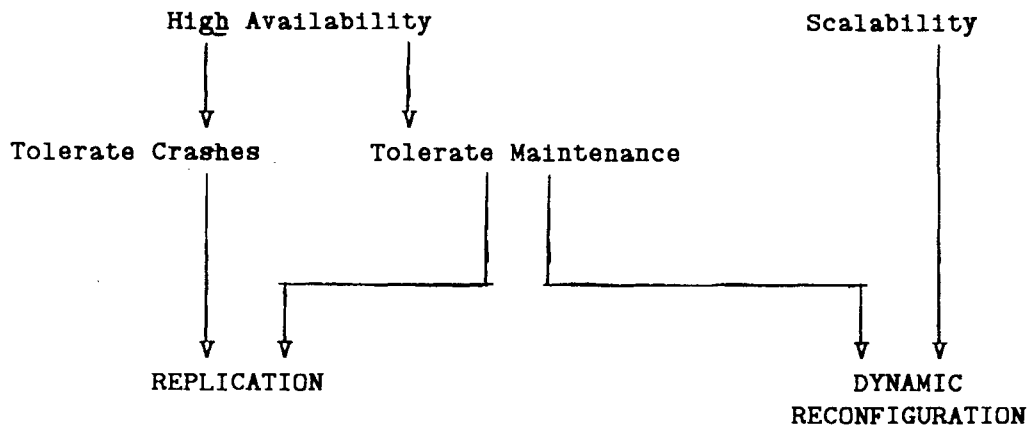 High Availability
Scalability
Tolerate Crashes
Tolerate Maintenance
REPLICATION
DYNAMIC
RECONFIGURATION